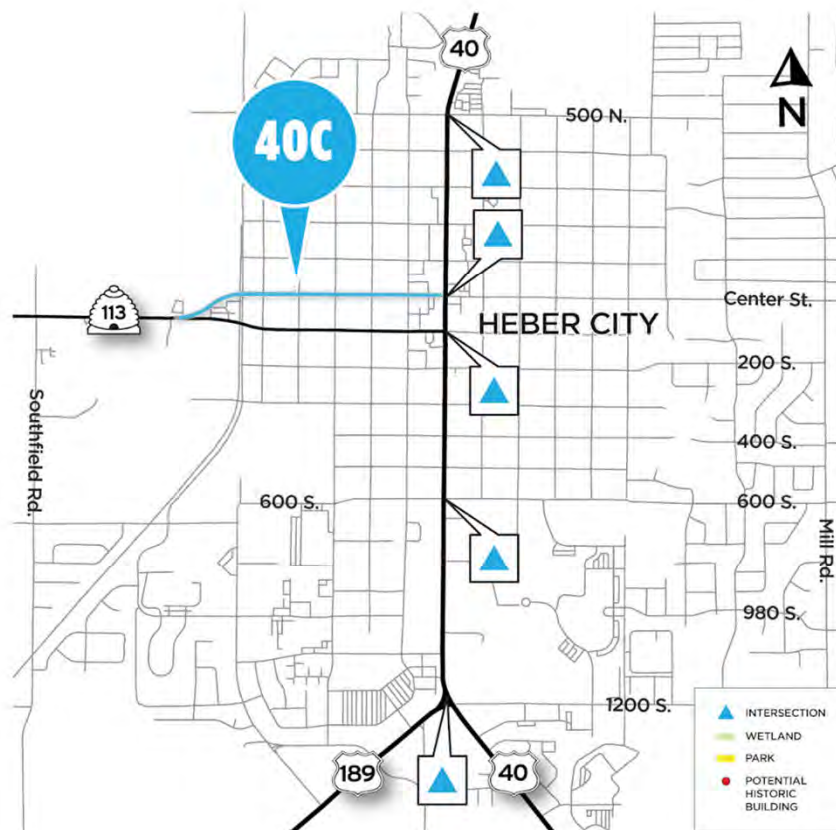 40
500 N.
N
40C
113
Center St.
HEBER CITY
200 S.
Southfield Rd.
400 S.
600 S.
600 S.
Mill Rd.
980 S.
1200 S.
189
40
INTERSECTION
WETLAND
PARK
POTENTIAL
HISTORIC
BUILDING